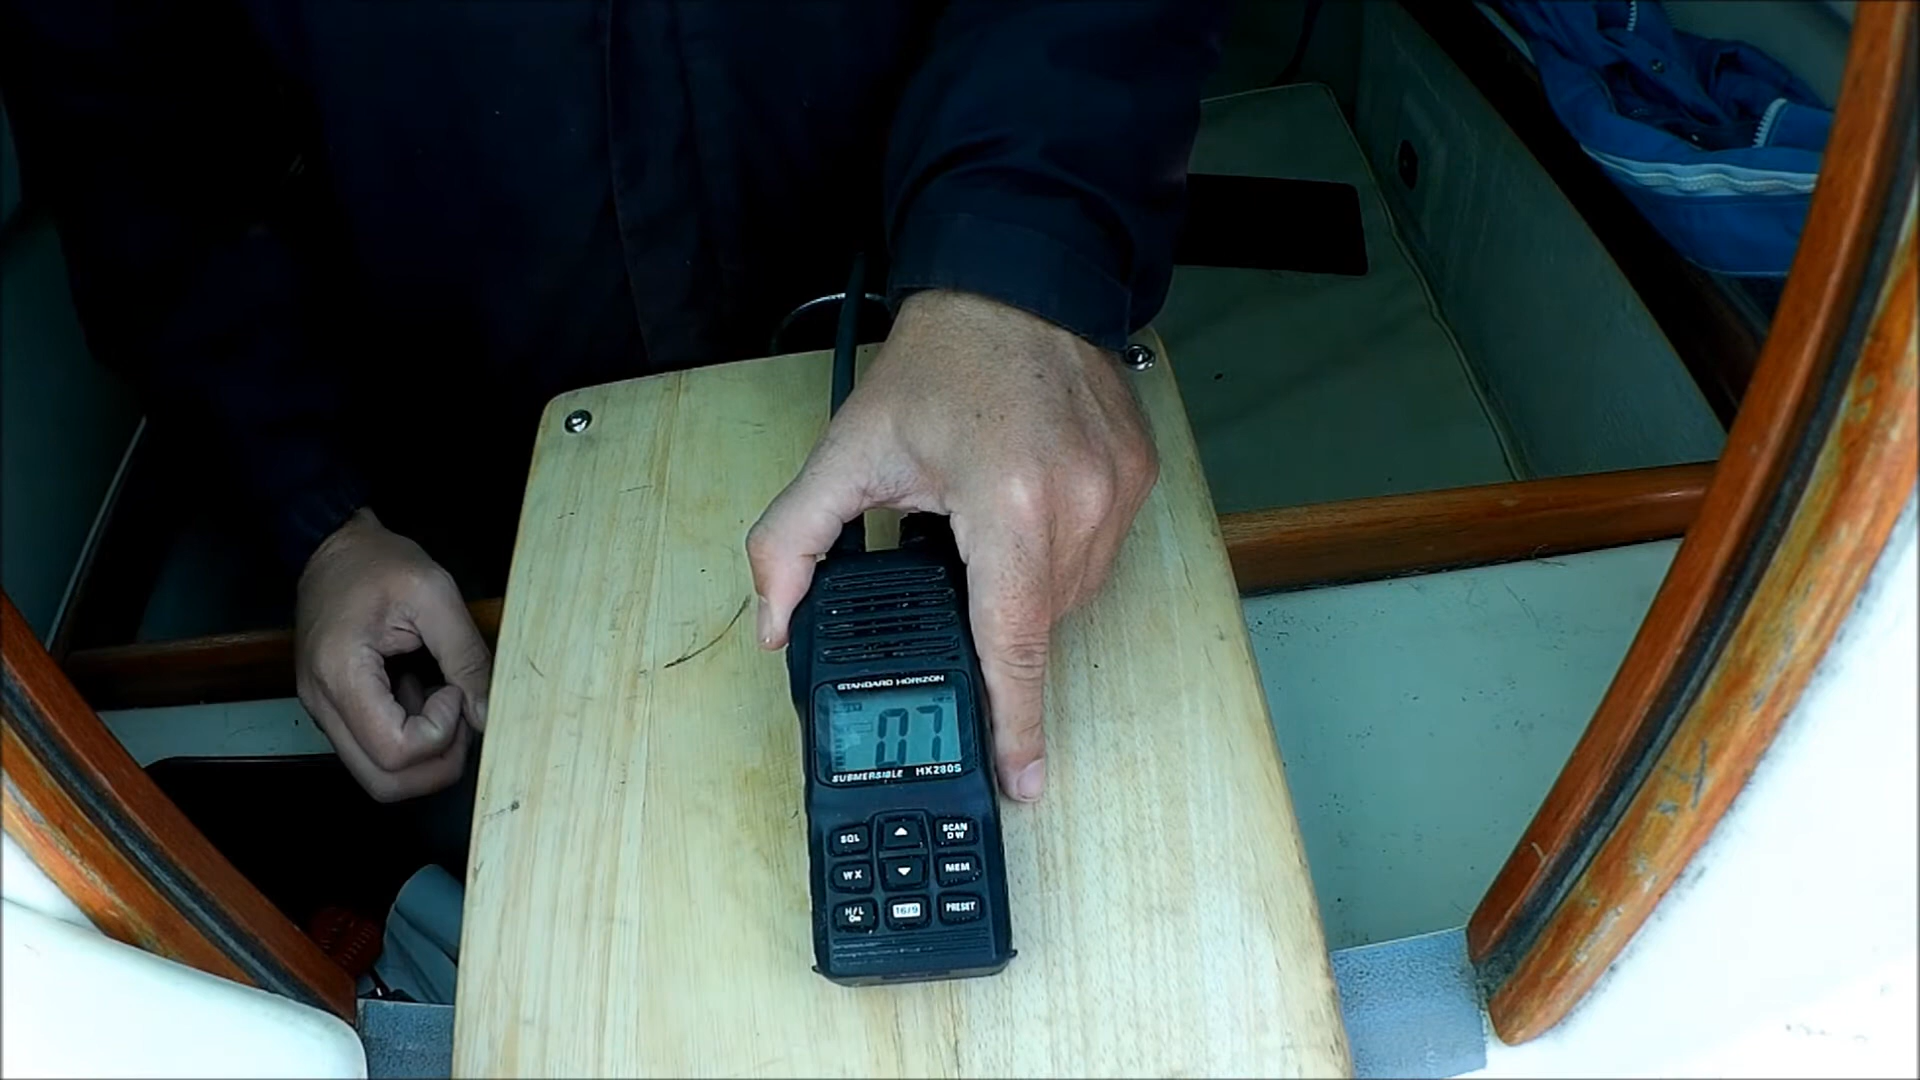 STANDARD HORIZON
07
SUBMERSIBLE HX280S
SQL
SCAN
DW
WX
MEM
H/L
16/9
PRESET